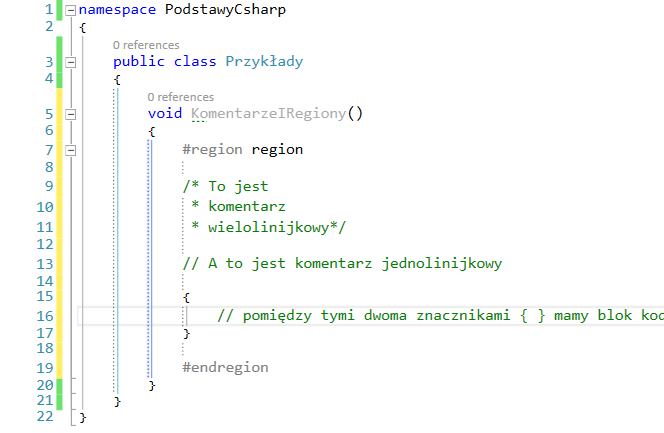 1 namespace PodstawyCsharp
2 {
0 references
3 public class Przykłady
4 {
0 references
5 void KomentarzeIRegiony()
6 {
7 #region region
8
9 /* To jest
10 * komentarz
11 * wielolinijkowy*/
12
13 // A to jest komentarz jednolinijkowy
14
15 {
16 // pomiędzy tymi dwoma znacznikami { } mamy blok kod
17 }
18
19 #endregion
20 }
21 }
22 }